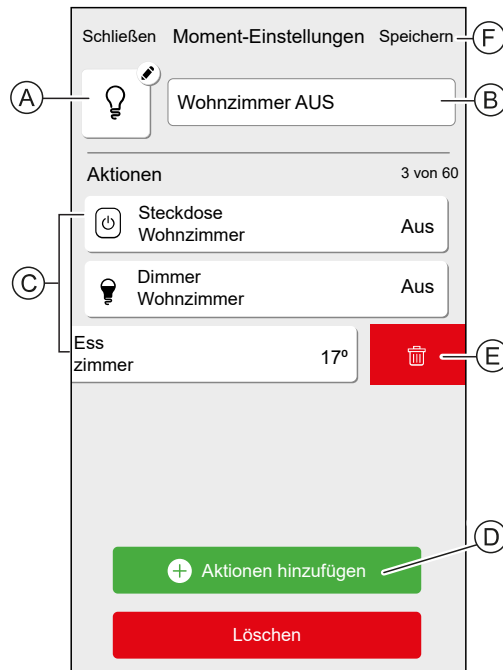 Schließen Moment-Einstellungen Speichern F
A Wohnzimmer AUS B
Aktionen 3 von 60
Steckdose
Wohnzimmer Aus
C
Dimmer
Wohnzimmer Aus
Ess
zimmer 17º E
D
Aktionen hinzufügen
Löschen